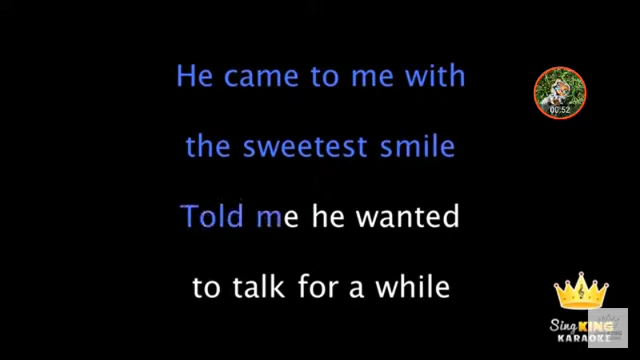 He came to me with
the sweetest smile
Told me he wanted
to talk for a while
00:52
Sing KING
KARAOKE